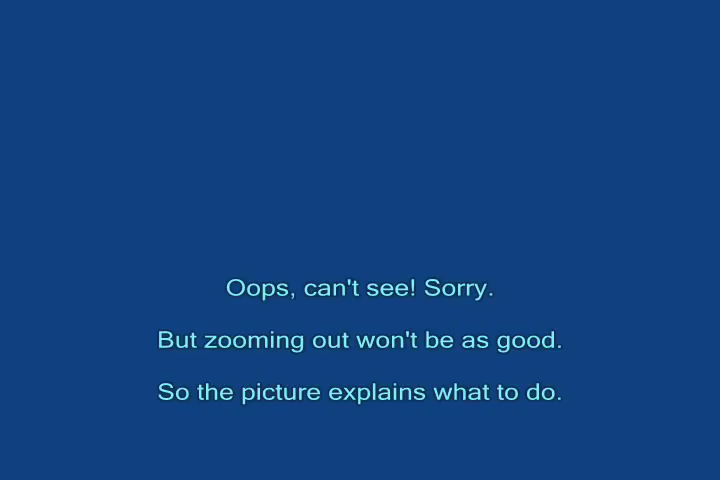 Oops, can't see! Sorry.
But zooming out won't be as good.
So the picture explains what to do.